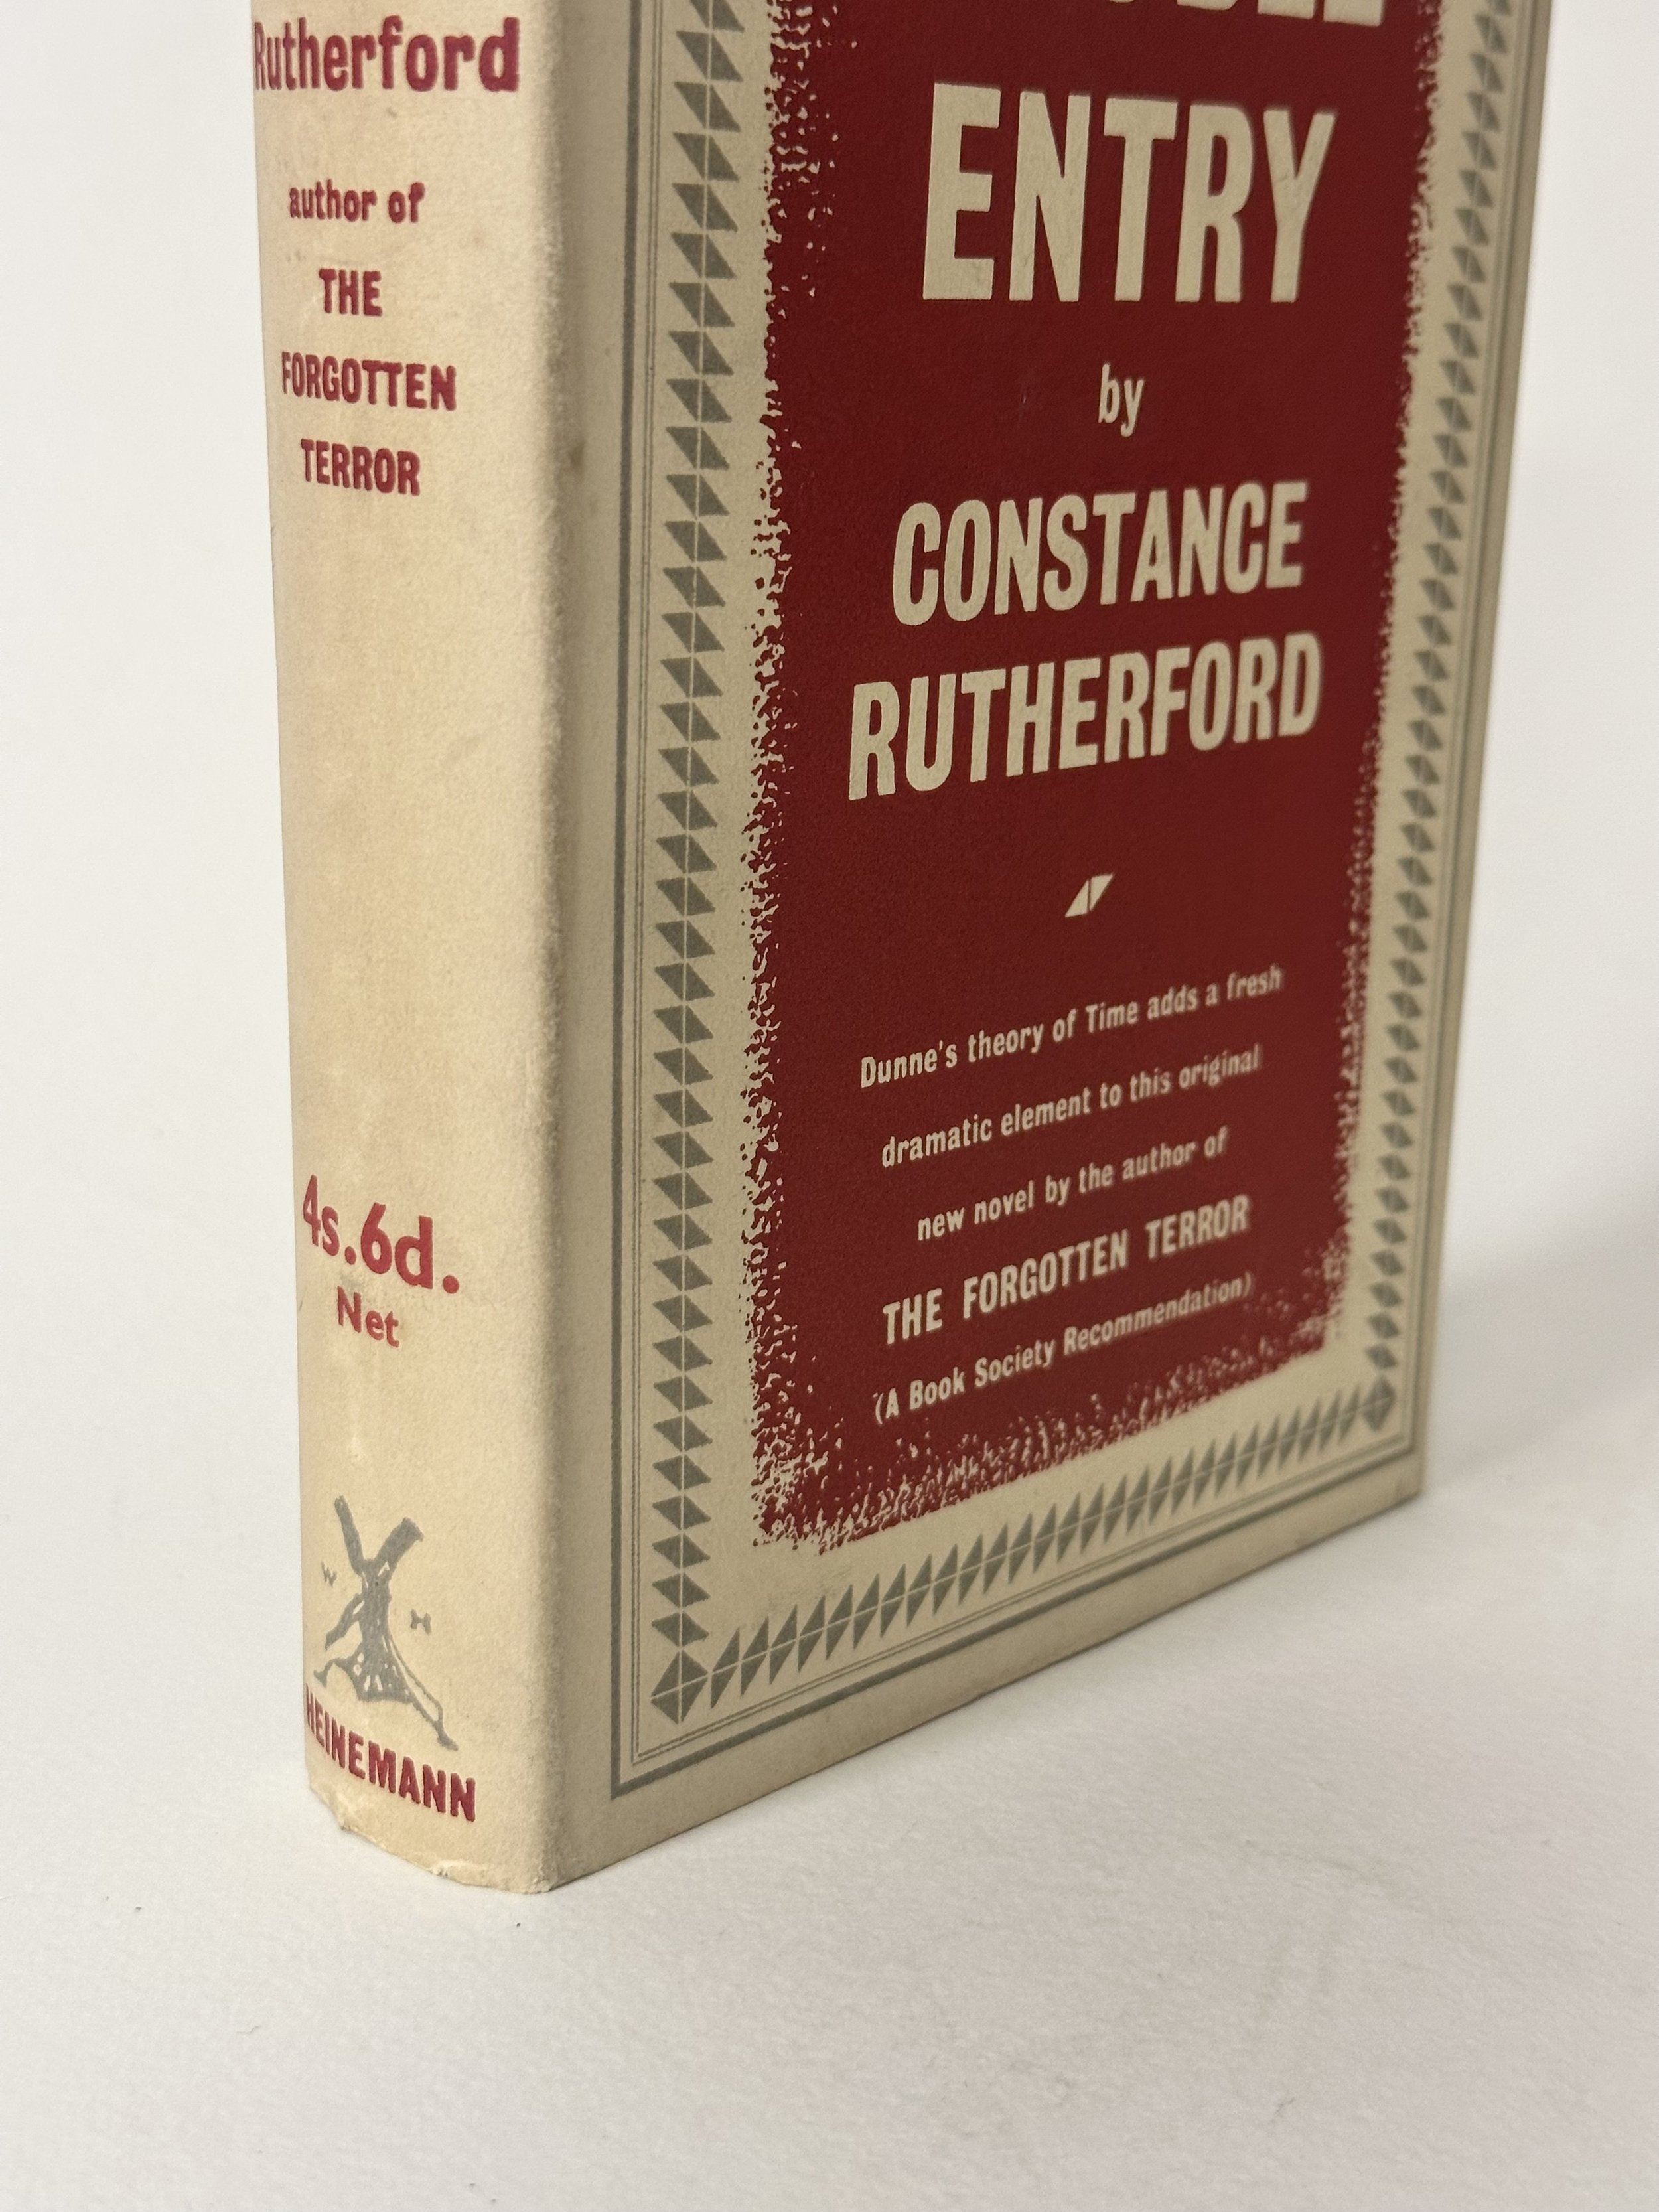 Rutherford
author of
THE
FORGOTTEN
TERROR
4s.6d.
Net
W
H
HEINEMANN
ENTRY
by
CONSTANCE
RUTHERFORD
Dunne's theory of Time adds a fresh
dramatic element to this original
new novel by the author of
THE FORGOTTEN TERROR
(A Book Society Recommendation)